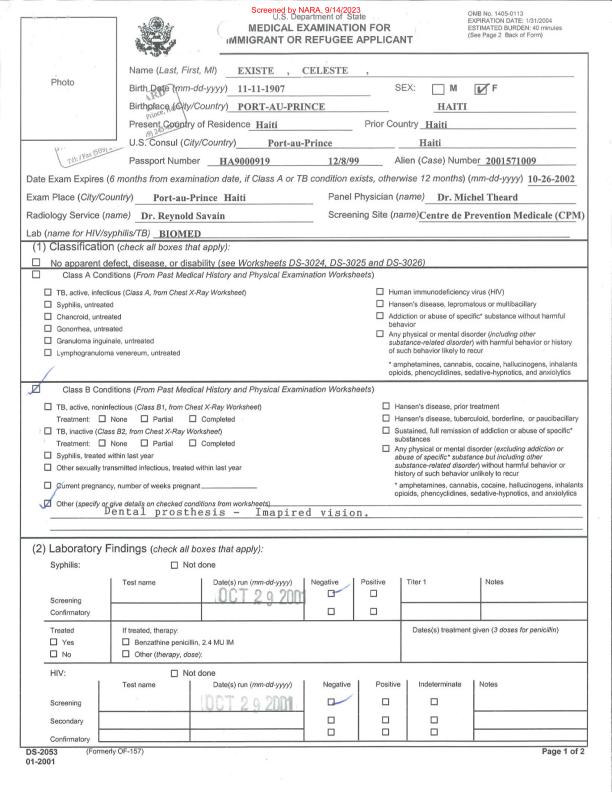 Screened by NARA, 9/14/2023
U.S. Department of State
OMB No. 1405-0113
EXPIRATION DATE: 1/31/2004
ESTIMATED BURDEN: 40 minutes
(See Page 2 Back of Form)
MEDICAL EXAMINATION FOR
IMMIGRANT OR REFUGEE APPLICANT
Photo
Name (Last, First, MI) EXISTE , CELESTE ,
Birth Date (mm-dd-yyyy) 11-11-1907 SEX: M F
Birthplace (City/Country) PORT-AU-PRINCE HAITI
Present Country of Residence Haiti Prior Country Haiti
U.S. Consul (City/Country) Port-au-Prince Haiti
Passport Number HA9000919 12/8/99 Alien (Case) Number 2001571009
Date Exam Expires (6 months from examination date, if Class A or TB condition exists, otherwise 12 months) (mm-dd-yyyy) 10-26-2002
Exam Place (City/Country) Port-au-Prince Haiti Panel Physician (name) Dr. Michel Theard
Radiology Service (name) Dr. Reynold Savain Screening Site (name) Centre de Prevention Medicale (CPM)
Lab (name for HIV/syphilis/TB) BIOMED
(1) Classification (check all boxes that apply):
No apparent defect, disease, or disability (see Worksheets DS-3024, DS-3025 and DS-3026)
Class A Conditions (From Past Medical History and Physical Examination Worksheets)
TB, active, infectious (Class A, from Chest X-Ray Worksheet)
Syphilis, untreated
Chancroid, untreated
Gonorrhea, untreated
Granuloma inguinale, untreated
Lymphogranuloma venereum, untreated
Human immunodeficiency virus (HIV)
Hansen's disease, lepromatous or multibacillary
Addiction or abuse of specific* substance without harmful
behavior
Any physical or mental disorder (including other
substance-related disorder) with harmful behavior or history
of such behavior likely to recur
* amphetamines, cannabis, cocaine, hallucinogens, inhalants
opioids, phencyclidines, sedative-hypnotics, and anxiolytics
Class B Conditions (From Past Medical History and Physical Examination Worksheets)
TB, active, noninfectious (Class B1, from Chest X-Ray Worksheet)
Treatment: None Partial Completed
TB, inactive (Class B2, from Chest X-Ray Worksheet)
Treatment: None Partial Completed
Syphilis, treated within last year
Other sexually transmitted infectious, treated within last year
Current pregnancy, number of weeks pregnant
Other (specify or give details on checked conditions from worksheets)
Hansen's disease, prior treatment
Hansen's disease, tuberculoid, borderline, or paucibacillary
Sustained, full remission of addiction or abuse of specific*
substances
Any physical or mental disorder (excluding addiction or
abuse of specific* substance but including other
substance-related disorder) without harmful behavior or
history of such behavior unlikely to recur
* amphetamines, cannabis, cocaine, hallucinogens, inhalants
opioids, phencyclidines, sedative-hypnotics, and anxiolytics
Dental prosthesis - Imapired vision.
(2) Laboratory Findings (check all boxes that apply):
Syphilis: Not done
Test name Date(s) run (mm-dd-yyyy) Negative Positive Titer 1 Notes
Screening OCT 29 2001
Confirmatory
Treated If treated, therapy: Dates(s) treatment given (3 doses for penicillin)
Yes Benzathine penicillin, 2.4 MU IM
No Other (therapy, dose):
HIV: Not done
Test name Date(s) run (mm-dd-yyyy) Negative Positive Indeterminate Notes
Screening OCT 29 2001
Secondary
Confirmatory
DS-2053 (Formerly OF-157) Page 1 of 2
01-2001